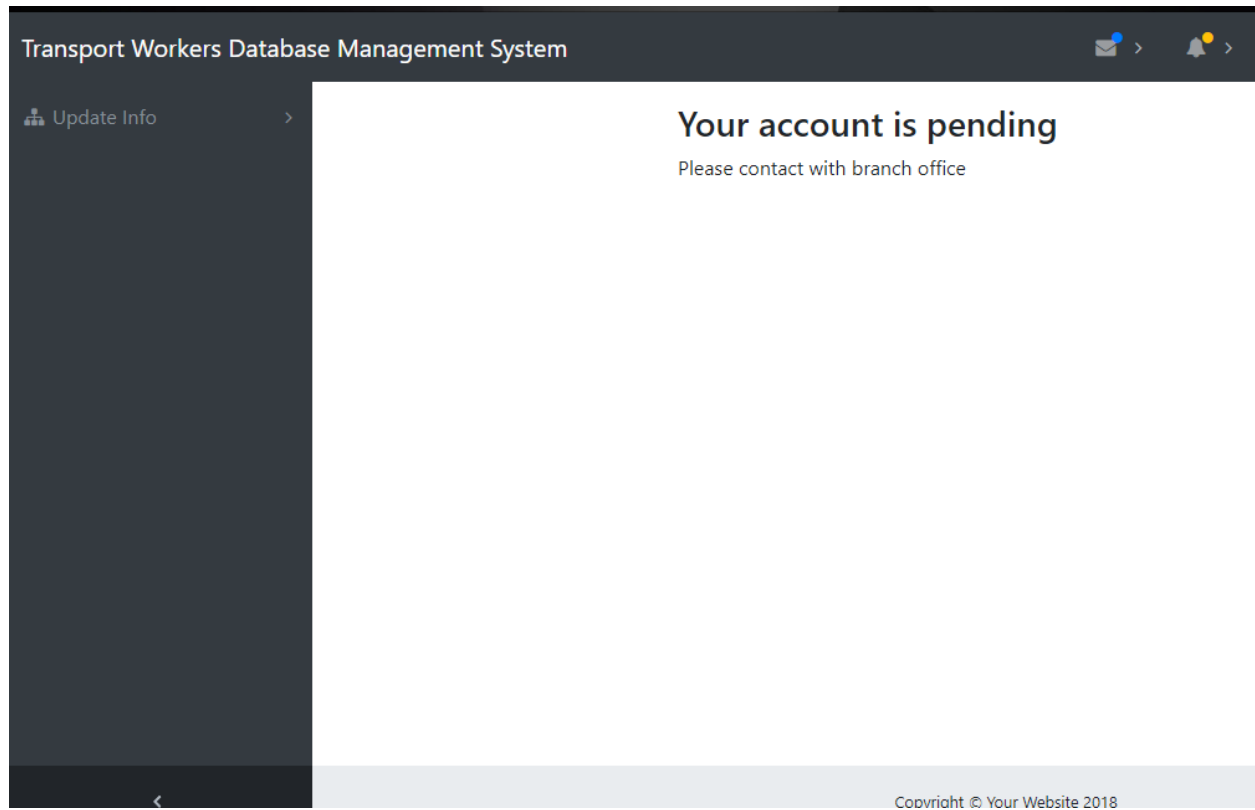 Transport Workers Database Management System
Update Info
Your account is pending
Please contact with branch office
Copyright © Your Website 2018